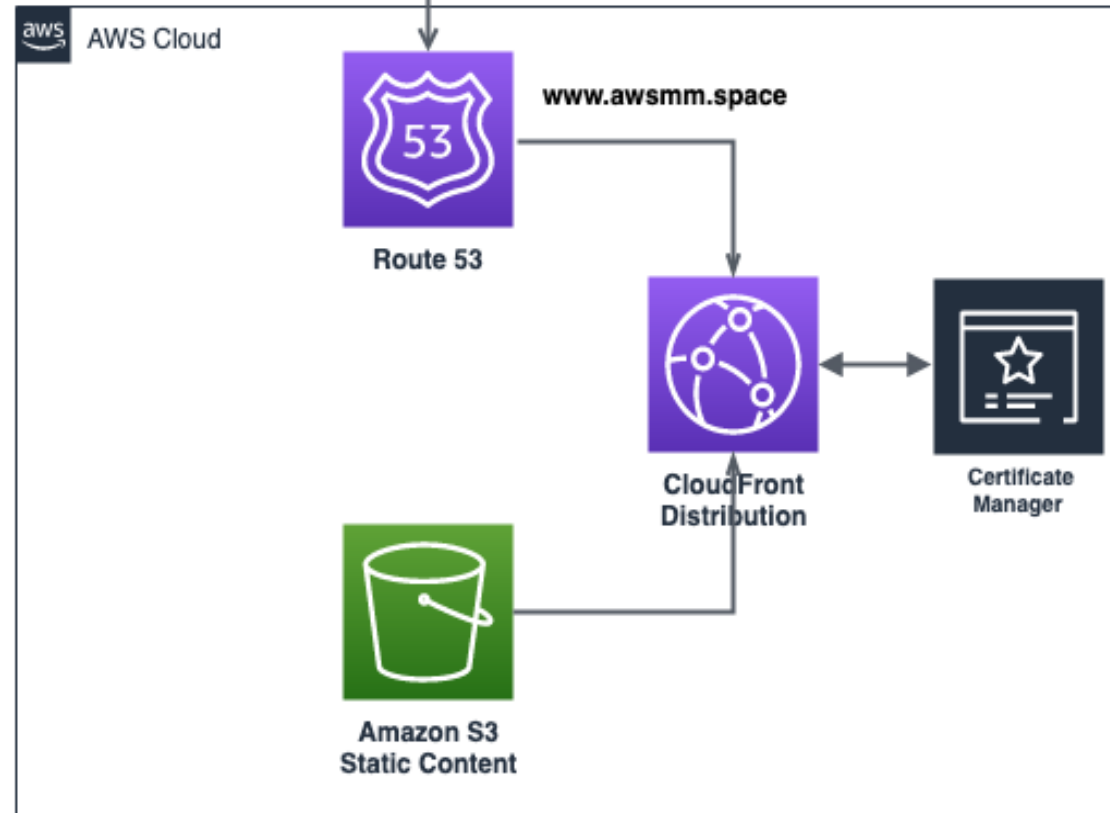 aws
AWS Cloud
53
www.awsmm.space
Route 53
CloudFront
Distribution
Certificate
Manager
Amazon S3
Static Content